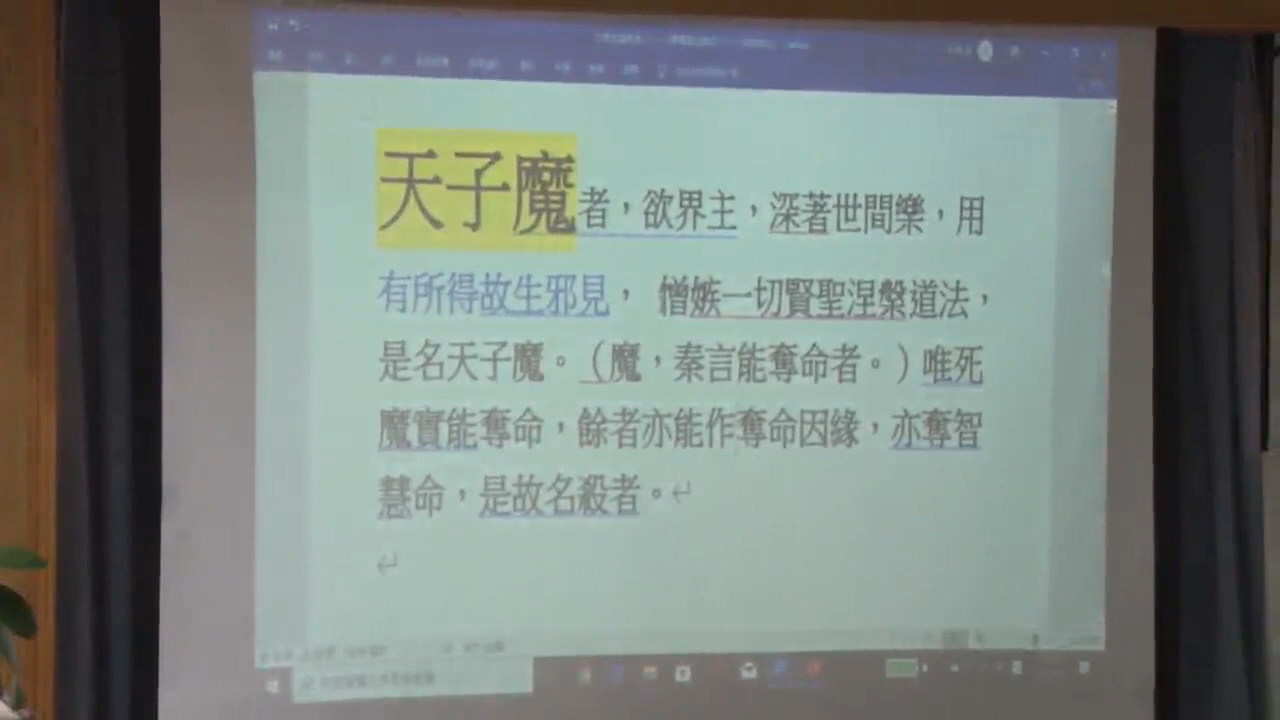 天子魔者，欲界主，深著世間樂，用
有所得故生邪見， 憎嫉一切賢聖涅槃道法，
是名天子魔。（魔，秦言能奪命者。）唯死
魔實能奪命，餘者亦能作奪命因緣，亦奪智
慧命，是故名殺者。